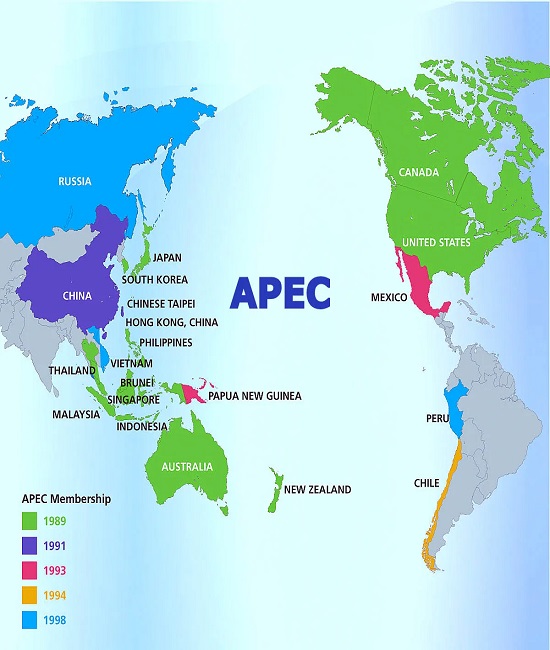 RUSSIA
CANADA
UNITED STATES
JAPAN
SOUTH KOREA
CHINA
APEC
MEXICO
CHINESE TAIPEI
HONG KONG, CHINA
PHILIPPINES
VIETNAM
THAILAND
BRUNEI
SINGAPORE
PAPUA NEW GUINEA
MALAYSIA
INDONESIA
PERU
AUSTRALIA
CHILE
NEW ZEALAND
APEC Membership
1989
1991
1993
1994
1998